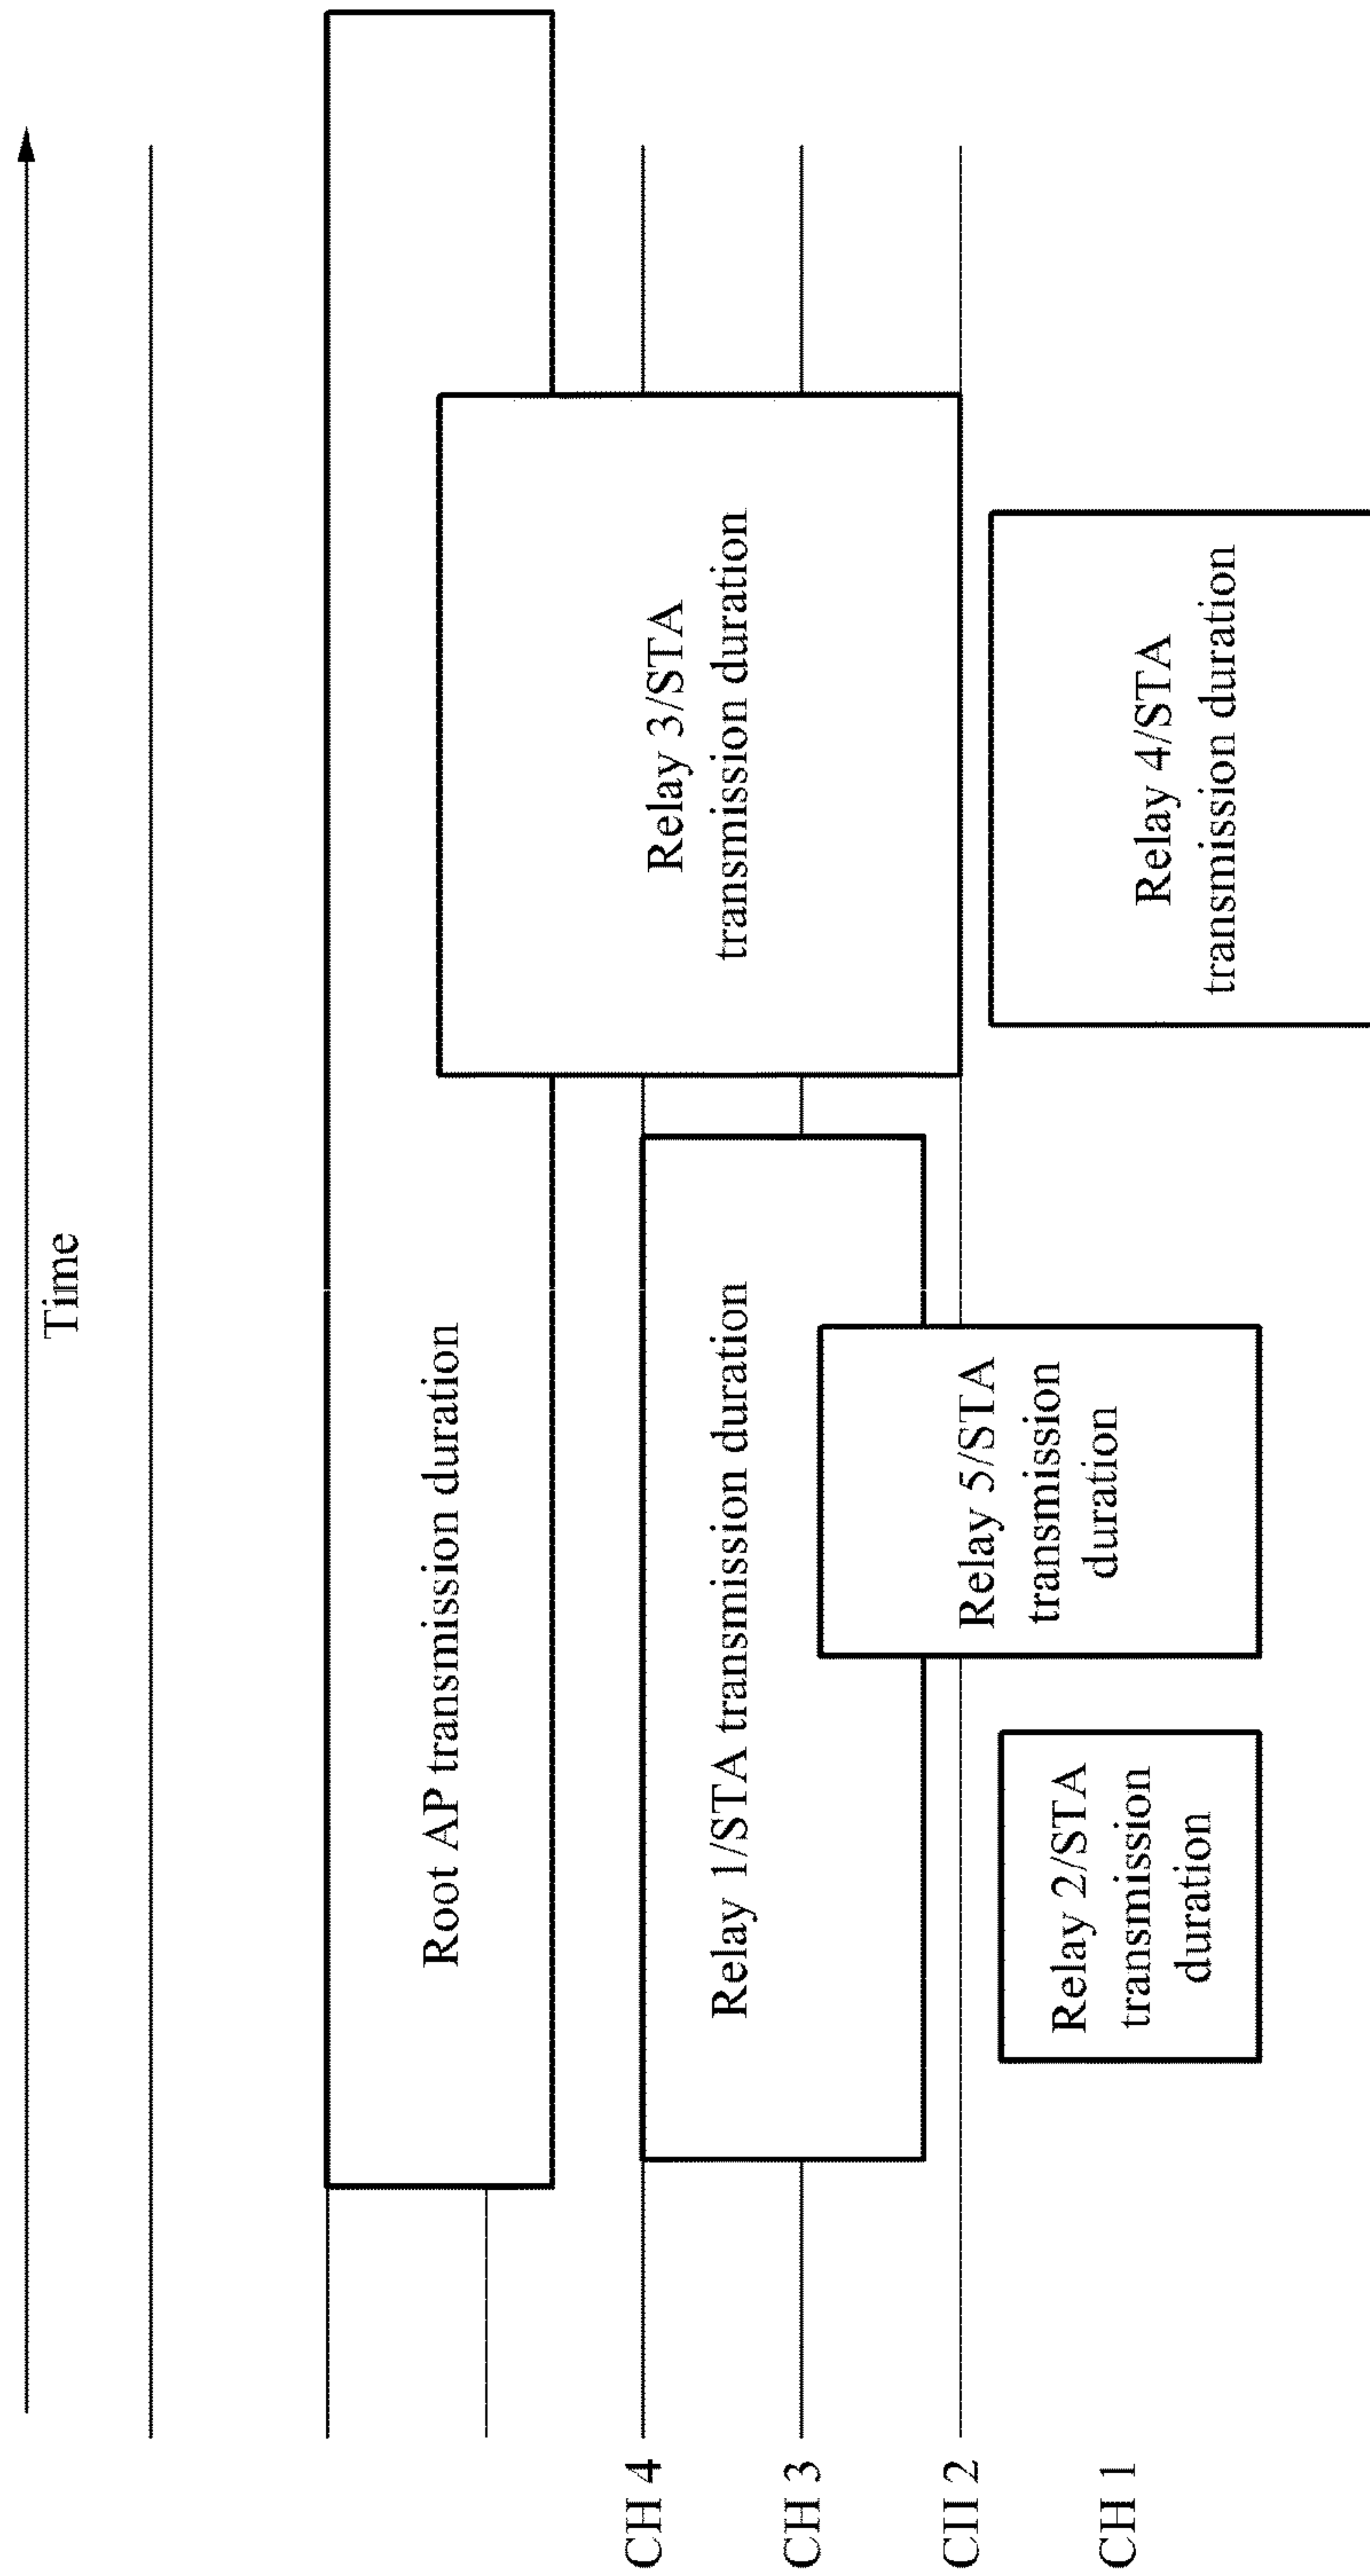 Time
Root AP transmission duration
CH 4
Relay 3/STA
transmission duration
Relay 1/STA transmission duration
CH 3
CII 2
Relay 5/STA
transmission
duration
Relay 2/STA
transmission
duration
CH 1
Relay 4/STA
transmission duration